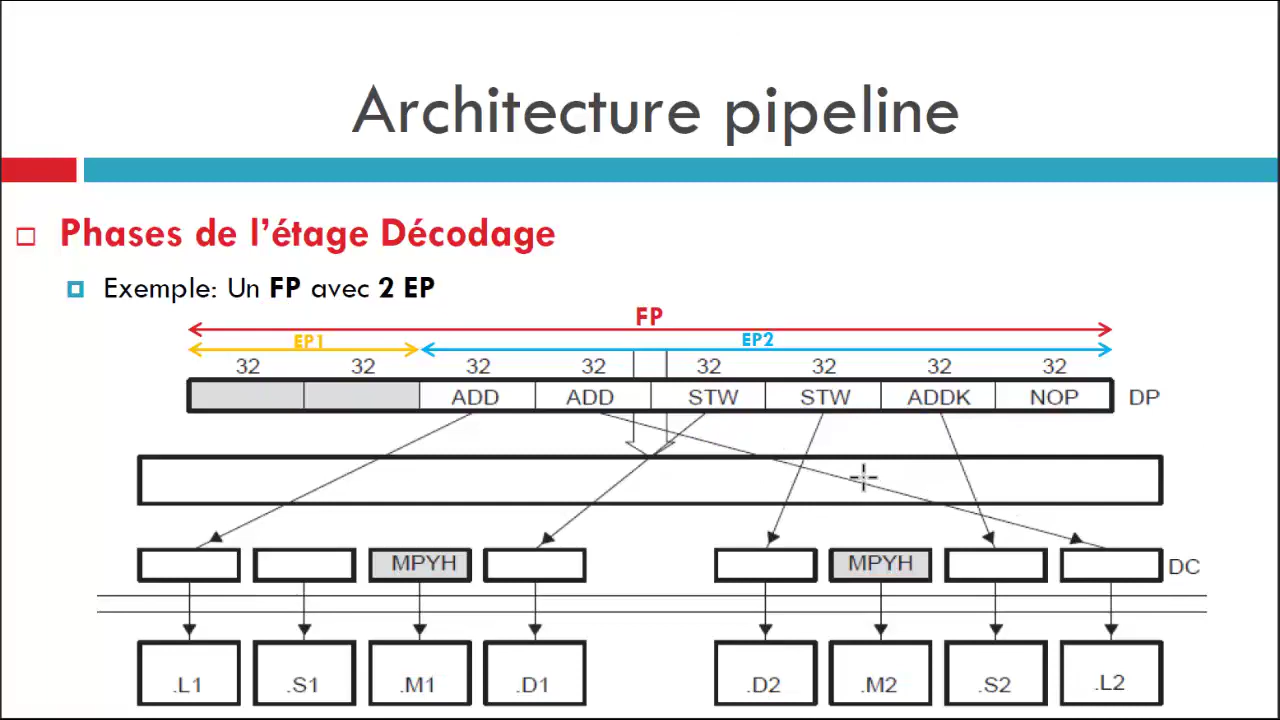 Architecture pipeline
Phases de l'étage Décodage
Exemple: Un FP avec 2 EP
FP
EP1 EP2
32 32 32 32 32 32 32 32
ADD ADD STW STW ADDK NOP DP
MPYH MPYH DC
.L1 .S1 .M1 .D1 .D2 .M2 .S2 .L2